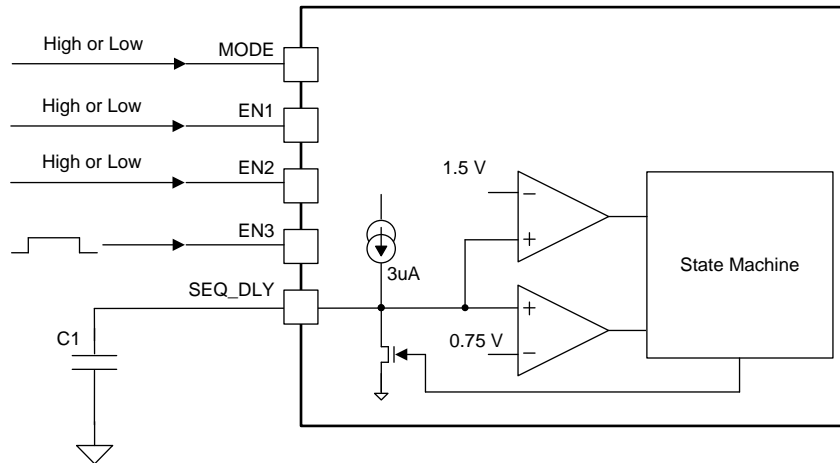 High or Low
MODE
High or Low
EN1
High or Low
EN2
EN3
SEQ_DLY
C1
3uA
1.5 V
0.75 V
State Machine